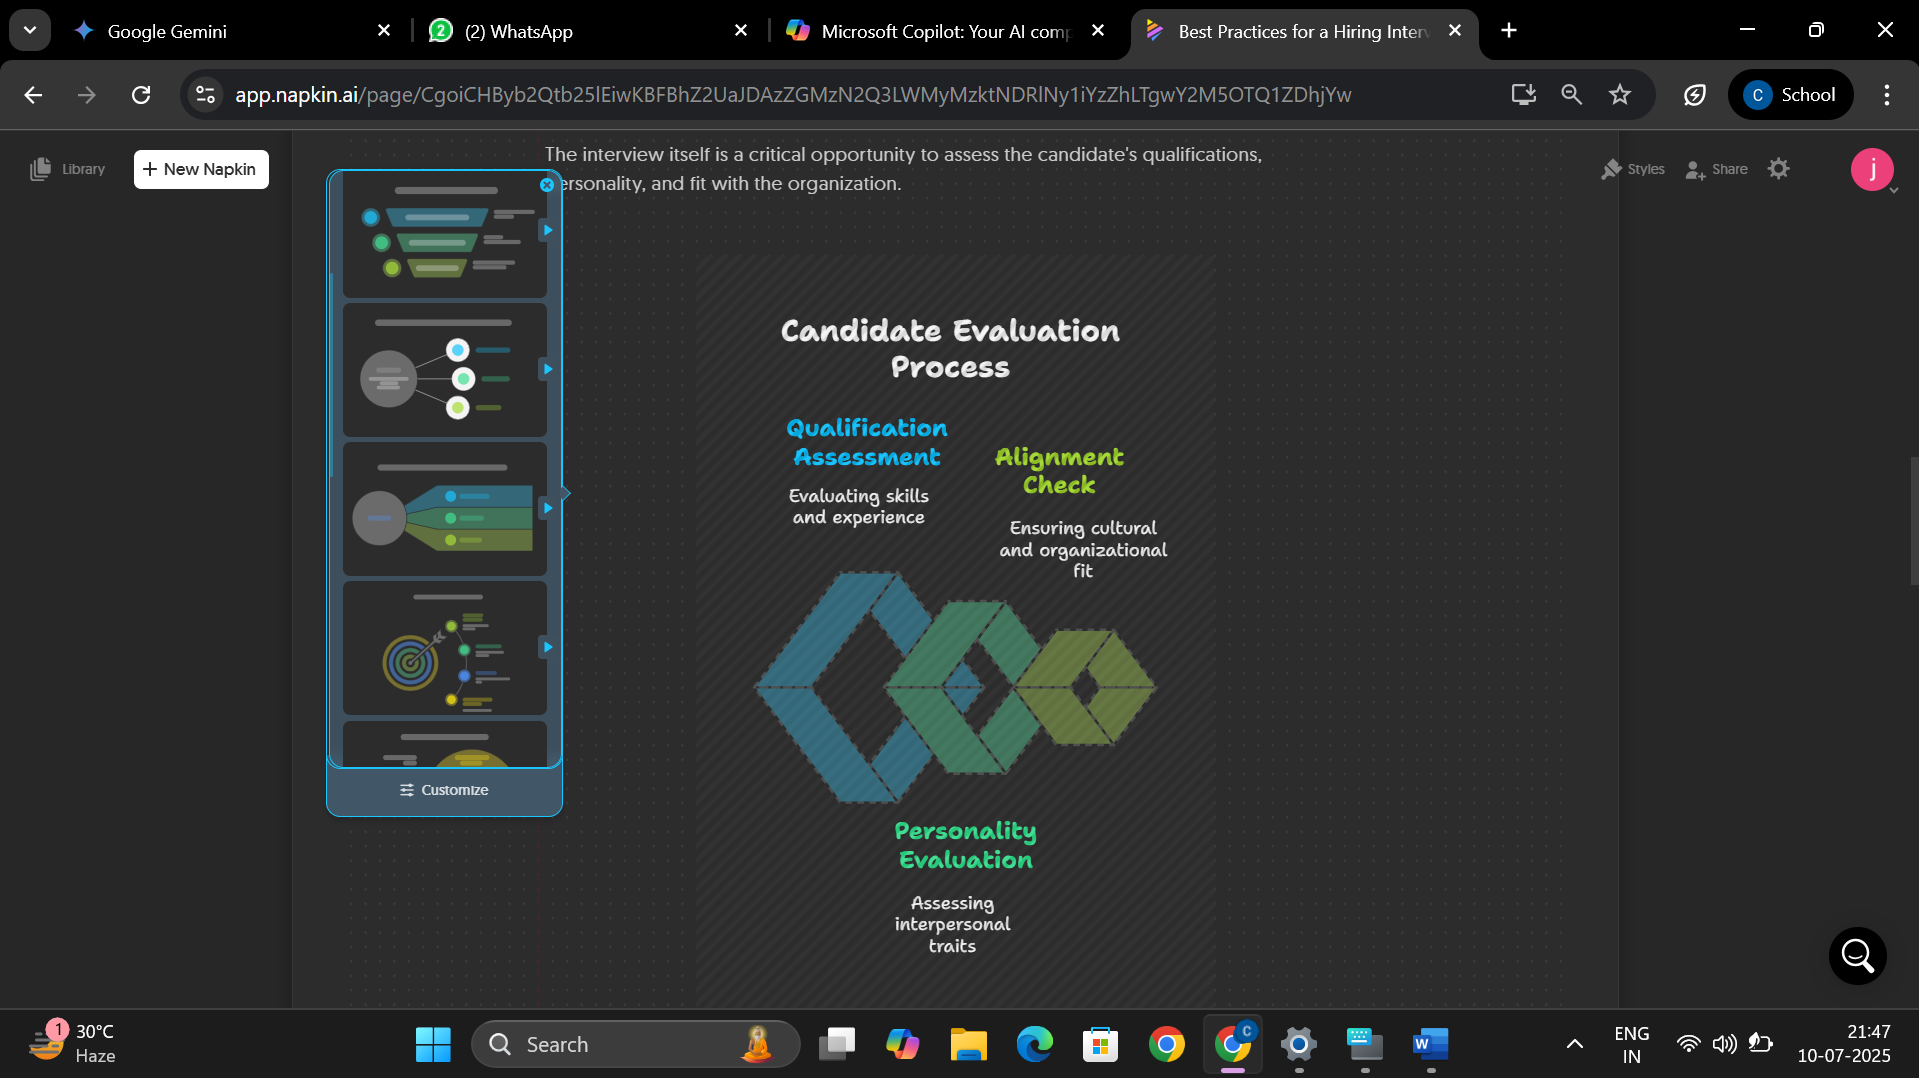 Google Gemini
2
(2) WhatsApp
Microsoft Copilot: Your AI comp
Best Practices for a Hiring Interv
app.napkin.ai/page/CgoiCHByb2Qtb25lEiwKBFBhZ2UaJDAzZGMzN2Q3LWMyMzktNDRlNy1iYzZhLTgwY2M5OTQ1ZDhjYw
C
School
Library
+ New Napkin
The interview itself is a critical opportunity to assess the candidate's qualifications,
ersonality, and fit with the organization.
Styles
Share
j
Candidate Evaluation
Process
Qualification
Assessment
Evaluating skills
and experience
Alignment
Check
Ensuring cultural
and organizational
fit
Customize
Personality
Evaluation
Assessing
interpersonal
traits
1
30°C
Haze
Search
C
W
ENG
IN
21:47
10-07-2025